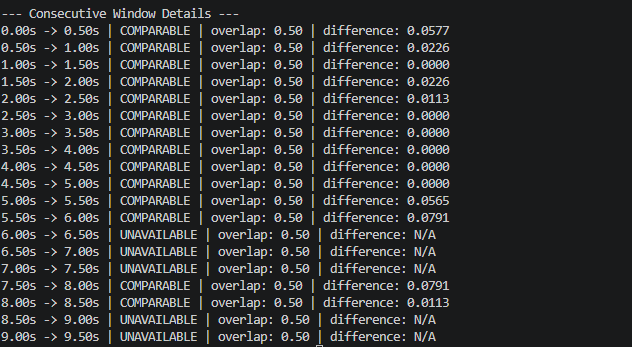 --- Consecutive Window Details ---
0.00s -> 0.50s | COMPARABLE | overlap: 0.50 | difference: 0.0577
0.50s -> 1.00s | COMPARABLE | overlap: 0.50 | difference: 0.0226
1.00s -> 1.50s | COMPARABLE | overlap: 0.50 | difference: 0.0000
1.50s -> 2.00s | COMPARABLE | overlap: 0.50 | difference: 0.0226
2.00s -> 2.50s | COMPARABLE | overlap: 0.50 | difference: 0.0113
2.50s -> 3.00s | COMPARABLE | overlap: 0.50 | difference: 0.0000
3.00s -> 3.50s | COMPARABLE | overlap: 0.50 | difference: 0.0000
3.50s -> 4.00s | COMPARABLE | overlap: 0.50 | difference: 0.0000
4.00s -> 4.50s | COMPARABLE | overlap: 0.50 | difference: 0.0000
4.50s -> 5.00s | COMPARABLE | overlap: 0.50 | difference: 0.0000
5.00s -> 5.50s | COMPARABLE | overlap: 0.50 | difference: 0.0565
5.50s -> 6.00s | COMPARABLE | overlap: 0.50 | difference: 0.0791
6.00s -> 6.50s | UNAVAILABLE | overlap: 0.50 | difference: N/A
6.50s -> 7.00s | UNAVAILABLE | overlap: 0.50 | difference: N/A
7.00s -> 7.50s | UNAVAILABLE | overlap: 0.50 | difference: N/A
7.50s -> 8.00s | COMPARABLE | overlap: 0.50 | difference: 0.0791
8.00s -> 8.50s | COMPARABLE | overlap: 0.50 | difference: 0.0113
8.50s -> 9.00s | UNAVAILABLE | overlap: 0.50 | difference: N/A
9.00s -> 9.50s | UNAVAILABLE | overlap: 0.50 | difference: N/A